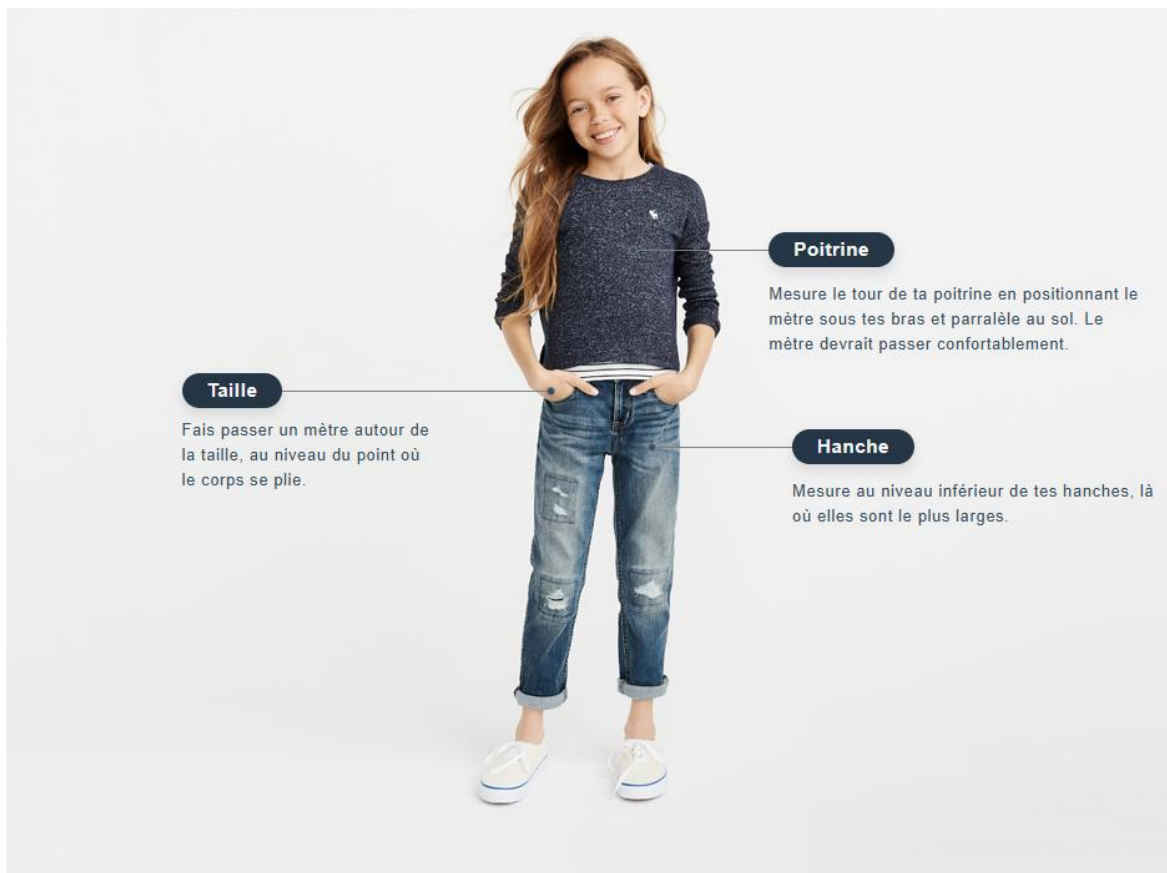 Poitrine
Mesure le tour de ta poitrine en positionnant le
mètre sous tes bras et parralèle au sol. Le
mètre devrait passer confortablement.
Taille
Fais passer un mètre autour de
la taille, au niveau du point où
le corps se plie.
Hanche
Mesure au niveau inférieur de tes hanches, là
où elles sont le plus larges.